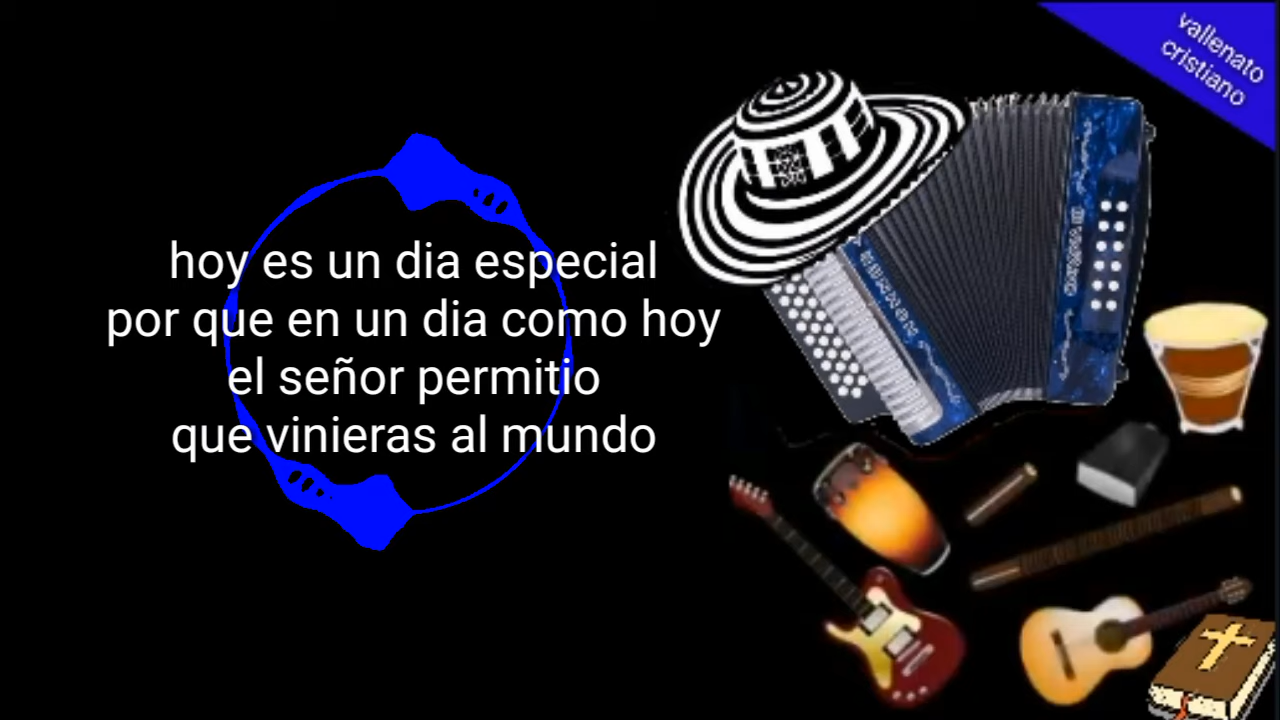 vallenato
cristiano
hoy es un dia especial
por que en un dia como hoy
el señor permitio
que vinieras al mundo